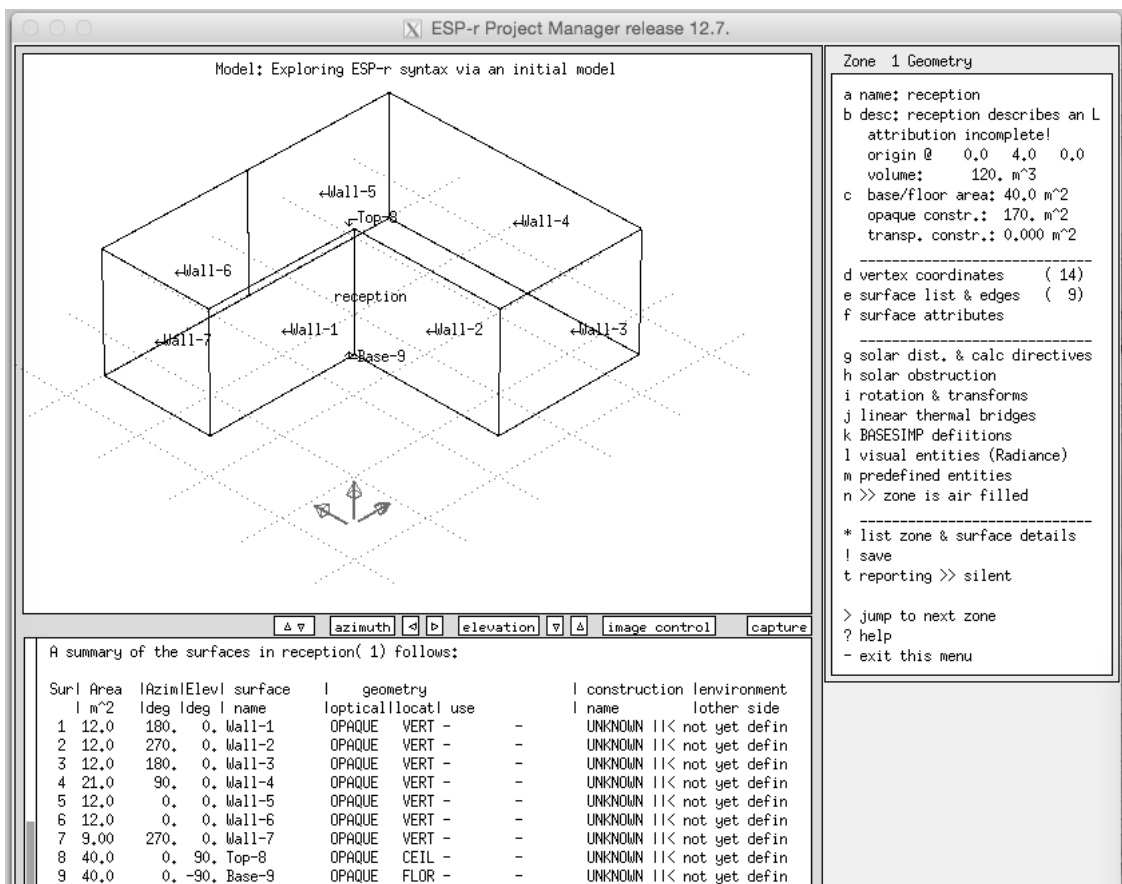 ESP-r Project Manager release 12.7.
Model: Exploring ESP-r syntax via an initial model
←Wall-5
Top-8
←Wall-4
←Wall-6
reception
←Wall-1
←Wall-2
←Wall-3
←Wall-7
Base-9
azimuth
elevation
image control
capture
Zone 1 Geometry
a name: reception
b desc: reception describes an L
attribution incomplete!
origin @ 0.0 4.0 0.0
volume: 120. m^3
c base/floor area: 40.0 m^2
opaque constr.: 170. m^2
transp. constr.: 0.000 m^2
d vertex coordinates ( 14)
e surface list & edges ( 9)
f surface attributes
g solar dist. & calc directives
h solar obstruction
i rotation & transforms
j linear thermal bridges
k BASESIMP defiitions
l visual entities (Radiance)
m predefined entities
n >> zone is air filled
* list zone & surface details
! save
t reporting >> silent
> jump to next zone
? help
- exit this menu
A summary of the surfaces in reception( 1) follows:
Sur| Area |Azim|Elev| surface | geometry | construction |environment
| m^2 |deg |deg | name |optical|locat| use | name |other side
1 12.0 180. 0. Wall-1 OPAQUE VERT - - UNKNOWN ||< not yet defin
2 12.0 270. 0. Wall-2 OPAQUE VERT - - UNKNOWN ||< not yet defin
3 12.0 180. 0. Wall-3 OPAQUE VERT - - UNKNOWN ||< not yet defin
4 21.0 90. 0. Wall-4 OPAQUE VERT - - UNKNOWN ||< not yet defin
5 12.0 0. 0. Wall-5 OPAQUE VERT - - UNKNOWN ||< not yet defin
6 12.0 0. 0. Wall-6 OPAQUE VERT - - UNKNOWN ||< not yet defin
7 9.00 270. 0. Wall-7 OPAQUE VERT - - UNKNOWN ||< not yet defin
8 40.0 0. 90. Top-8 OPAQUE CEIL - - UNKNOWN ||< not yet defin
9 40.0 0. -90. Base-9 OPAQUE FLOR - - UNKNOWN ||< not yet defin